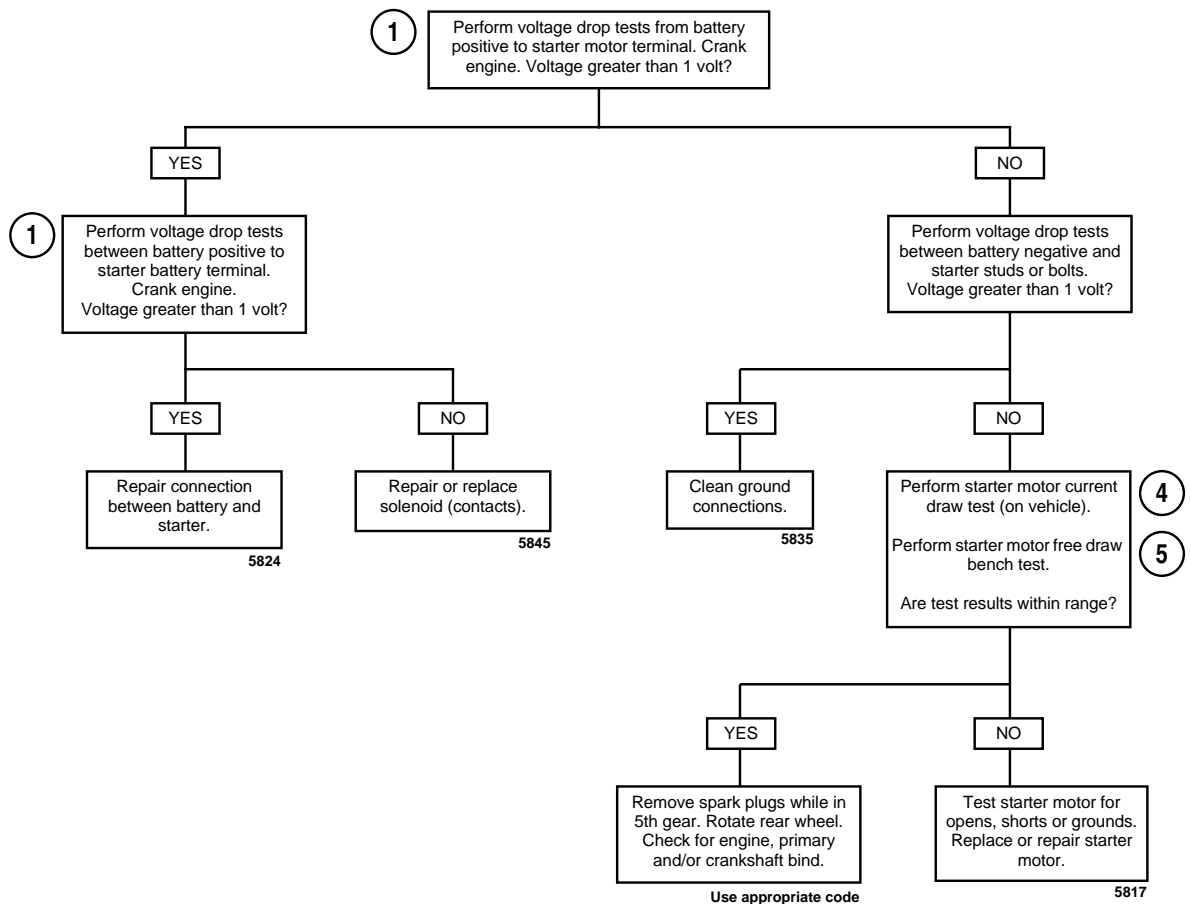 1
Perform voltage drop tests from battery
positive to starter motor terminal. Crank
engine. Voltage greater than 1 volt?
YES
NO
1
Perform voltage drop tests
between battery positive to
starter battery terminal.
Crank engine.
Voltage greater than 1 volt?
Perform voltage drop tests
between battery negative and
starter studs or bolts.
Voltage greater than 1 volt?
YES
NO
YES
NO
Repair connection
between battery and
starter.
5824
Repair or replace
solenoid (contacts).
5845
Clean ground
connections.
5835
Perform starter motor current
draw test (on vehicle).
4
Perform starter motor free draw
bench test.
5
Are test results within range?
YES
NO
Remove spark plugs while in
5th gear. Rotate rear wheel.
Check for engine, primary
and/or crankshaft bind.
Use appropriate code
Test starter motor for
opens, shorts or grounds.
Replace or repair starter
motor.
5817